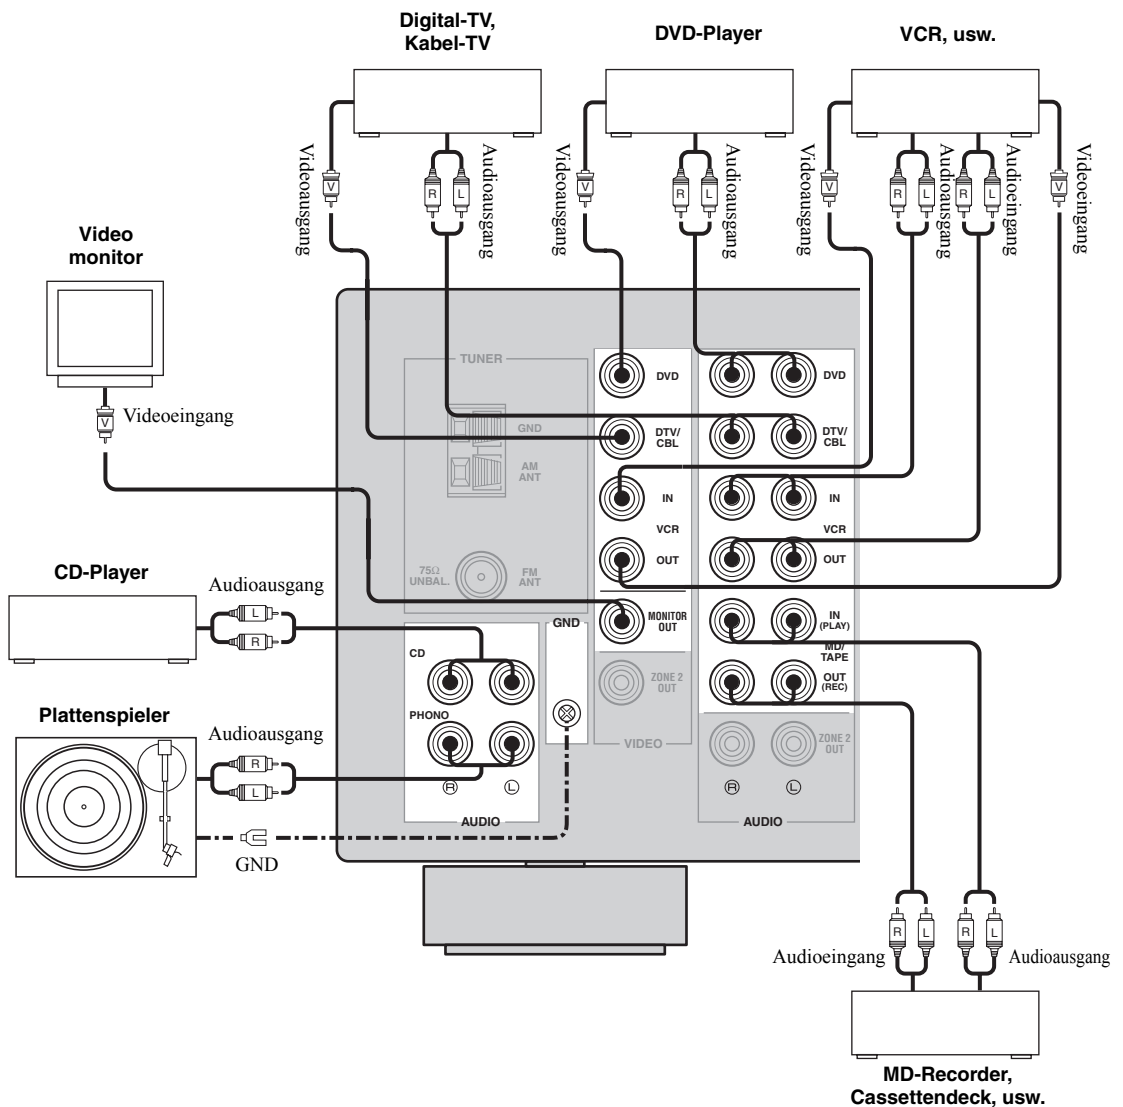 Digital-TV,
Kabel-TV
DVD-Player
VCR, usw.
Videoausgang
V
R
L
Audioausgang
Videoausgang
V
R
L
Audioausgang
Videoausgang
V
R
L
Audioausgang
R
L
Audioeingang
V
Videoeingang
Video
monitor
V
Videoeingang
TUNER
GND
AM
ANT
75Ω
UNBAL.
FM
ANT
DVD
DTV/
CBL
IN
VCR
OUT
MONITOR
OUT
ZONE 2
OUT
VIDEO
DVD
DTV/
CBL
IN
VCR
OUT
IN
(PLAY)
MD/
TAPE
OUT
(REC)
ZONE 2
OUT
R
L
AUDIO
CD-Player
Audioausgang
L
R
GND
CD
PHONO
R
L
AUDIO
Plattenspieler
Audioausgang
R
L
GND
R
L
R
L
Audioeingang
Audioausgang
MD-Recorder,
Cassettendeck, usw.